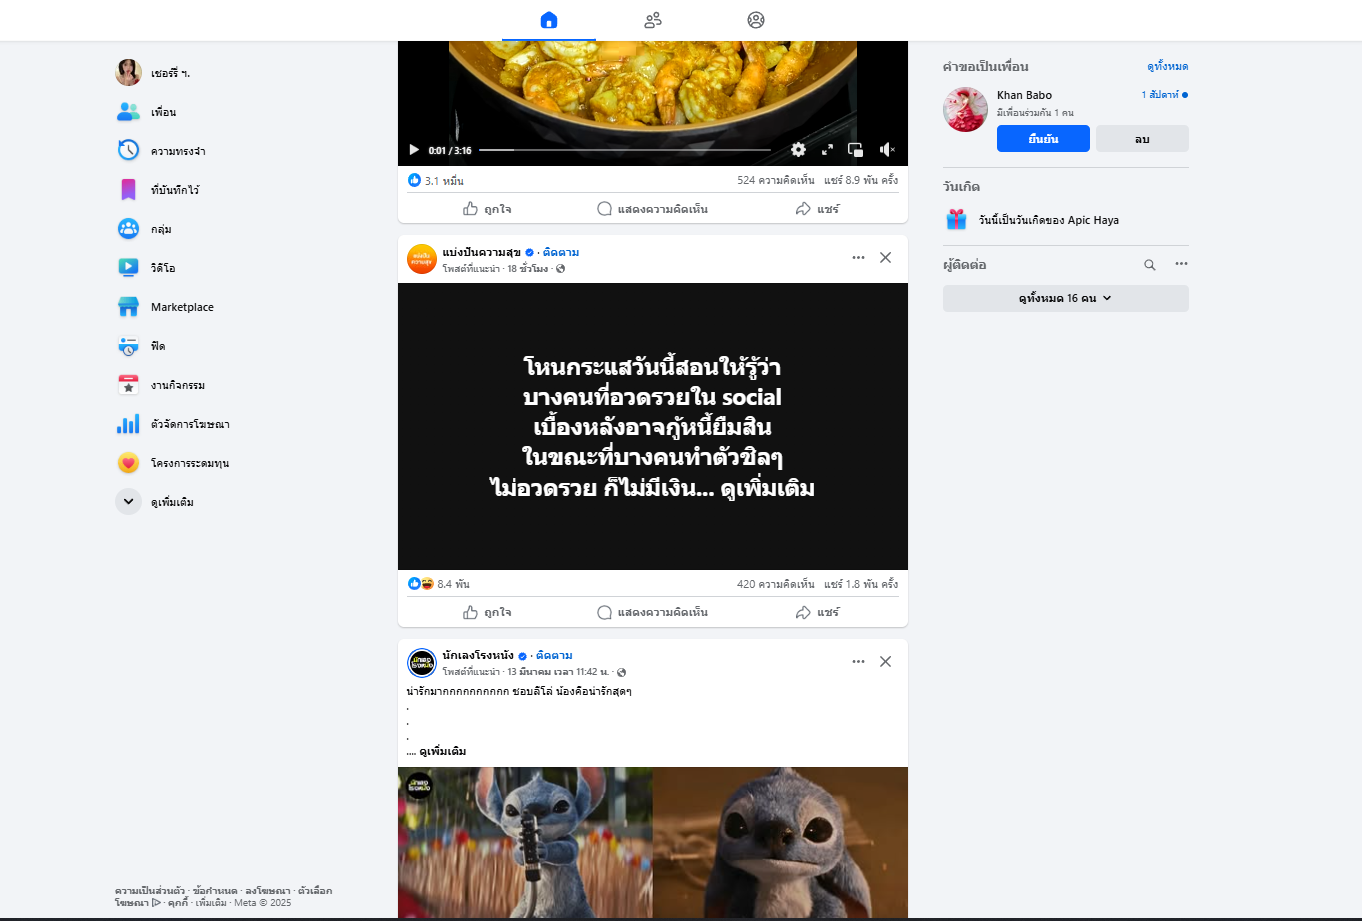 เชอร์รี่ ฯ.
เพื่อน
ความทรงจำ
ที่บันทึกไว้
กลุ่ม
วิดีโอ
Marketplace
ฟีด
งานกิจกรรม
ตัวจัดการโฆษณา
โครงการระดมทุน
ดูเพิ่มเติม
ความเป็นส่วนตัว · ข้อกำหนด · ลงโฆษณา · ตัวเลือก
โฆษณา · คุกกี้ · เพิ่มเติม · Meta © 2025
0:01 / 3:16
3.1 หมื่น 524 ความคิดเห็น แชร์ 8.9 พัน ครั้ง
ถูกใจ แสดงความคิดเห็น แชร์
แบ่งปันความสุข · ติดตาม
โพสต์ที่แนะนำ · 18 ชั่วโมง ·
โหนกระแสวันนี้สอนให้รู้ว่า
บางคนที่อวดรวยใน social
เบื้องหลังอาจกู้หนี้ยืมสิน
ในขณะที่บางคนทำตัวชิลๆ
ไม่อวดรวย ก็ไม่มีเงิน... ดูเพิ่มเติม
8.4 พัน 420 ความคิดเห็น แชร์ 1.8 พัน ครั้ง
ถูกใจ แสดงความคิดเห็น แชร์
นักเลงโรงหนัง · ติดตาม
โพสต์ที่แนะนำ · 13 มีนาคม เวลา 11:42 น. ·
น่ารักมากกกกกกกกกก ชอบลิโล่ น้องคือน่ารักสุดๆ
.
.
.
.... ดูเพิ่มเติม
คำขอเป็นเพื่อน ดูทั้งหมด
Khan Babo 1 สัปดาห์
มีเพื่อนร่วมกัน 1 คน
ยืนยัน ลบ
วันเกิด
วันนี้เป็นวันเกิดของ Apic Haya
ผู้ติดต่อ
ดูทั้งหมด 16 คน